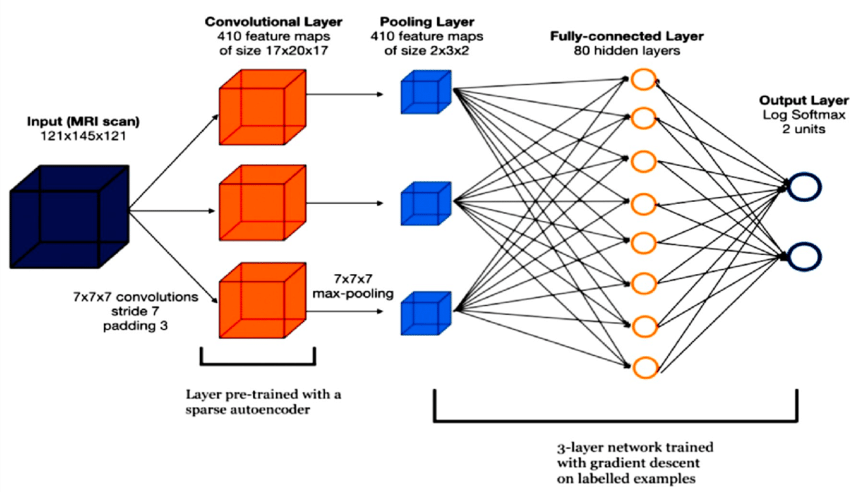 Convolutional Layer
410 feature maps
of size 17x20x17
Pooling Layer
410 feature maps
of size 2x3x2
Fully-connected Layer
80 hidden layers
Output Layer
Log Softmax
2 units
Input (MRI scan)
121x145x121
7x7x7 convolutions
stride 7
padding 3
7x7x7
max-pooling
Layer pre-trained with a
sparse autoencoder
3-layer network trained
with gradient descent
on labelled examples